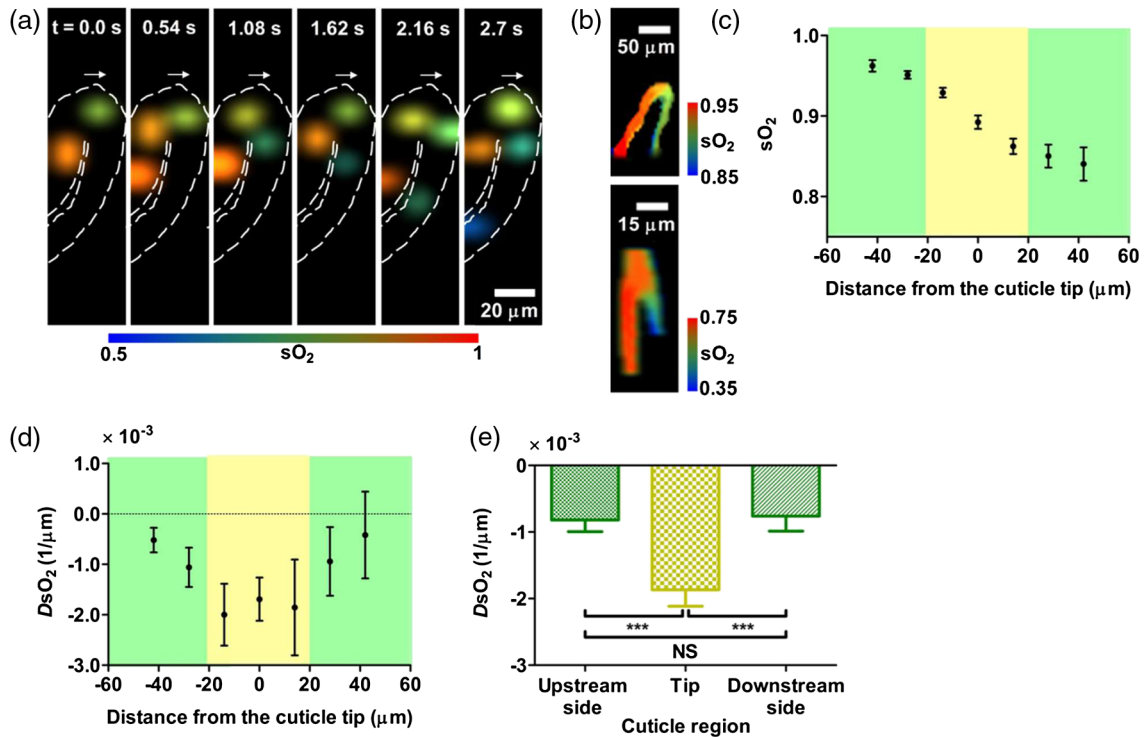 (a)
t = 0.0 s 0.54 s 1.08 s 1.62 s 2.16 s 2.7 s
20 μm
0.5 sO2 1
(b)
50 μm
0.95
sO2
0.85
15 μm
0.75
sO2
0.35
(c)
sO2
1.0
0.9
0.8
-60 -40 -20 0 20 40 60
Distance from the cuticle tip (μm)
(d)
× 10-3
DsO2 (1/μm)
1.0
0.0
-1.0
-2.0
-3.0
-60 -40 -20 0 20 40 60
Distance from the cuticle tip (μm)
(e)
× 10-3
DsO2 (1/μm)
0
-1
-2
-3
*** ***
NS
Upstream side Tip Downstream side
Cuticle region